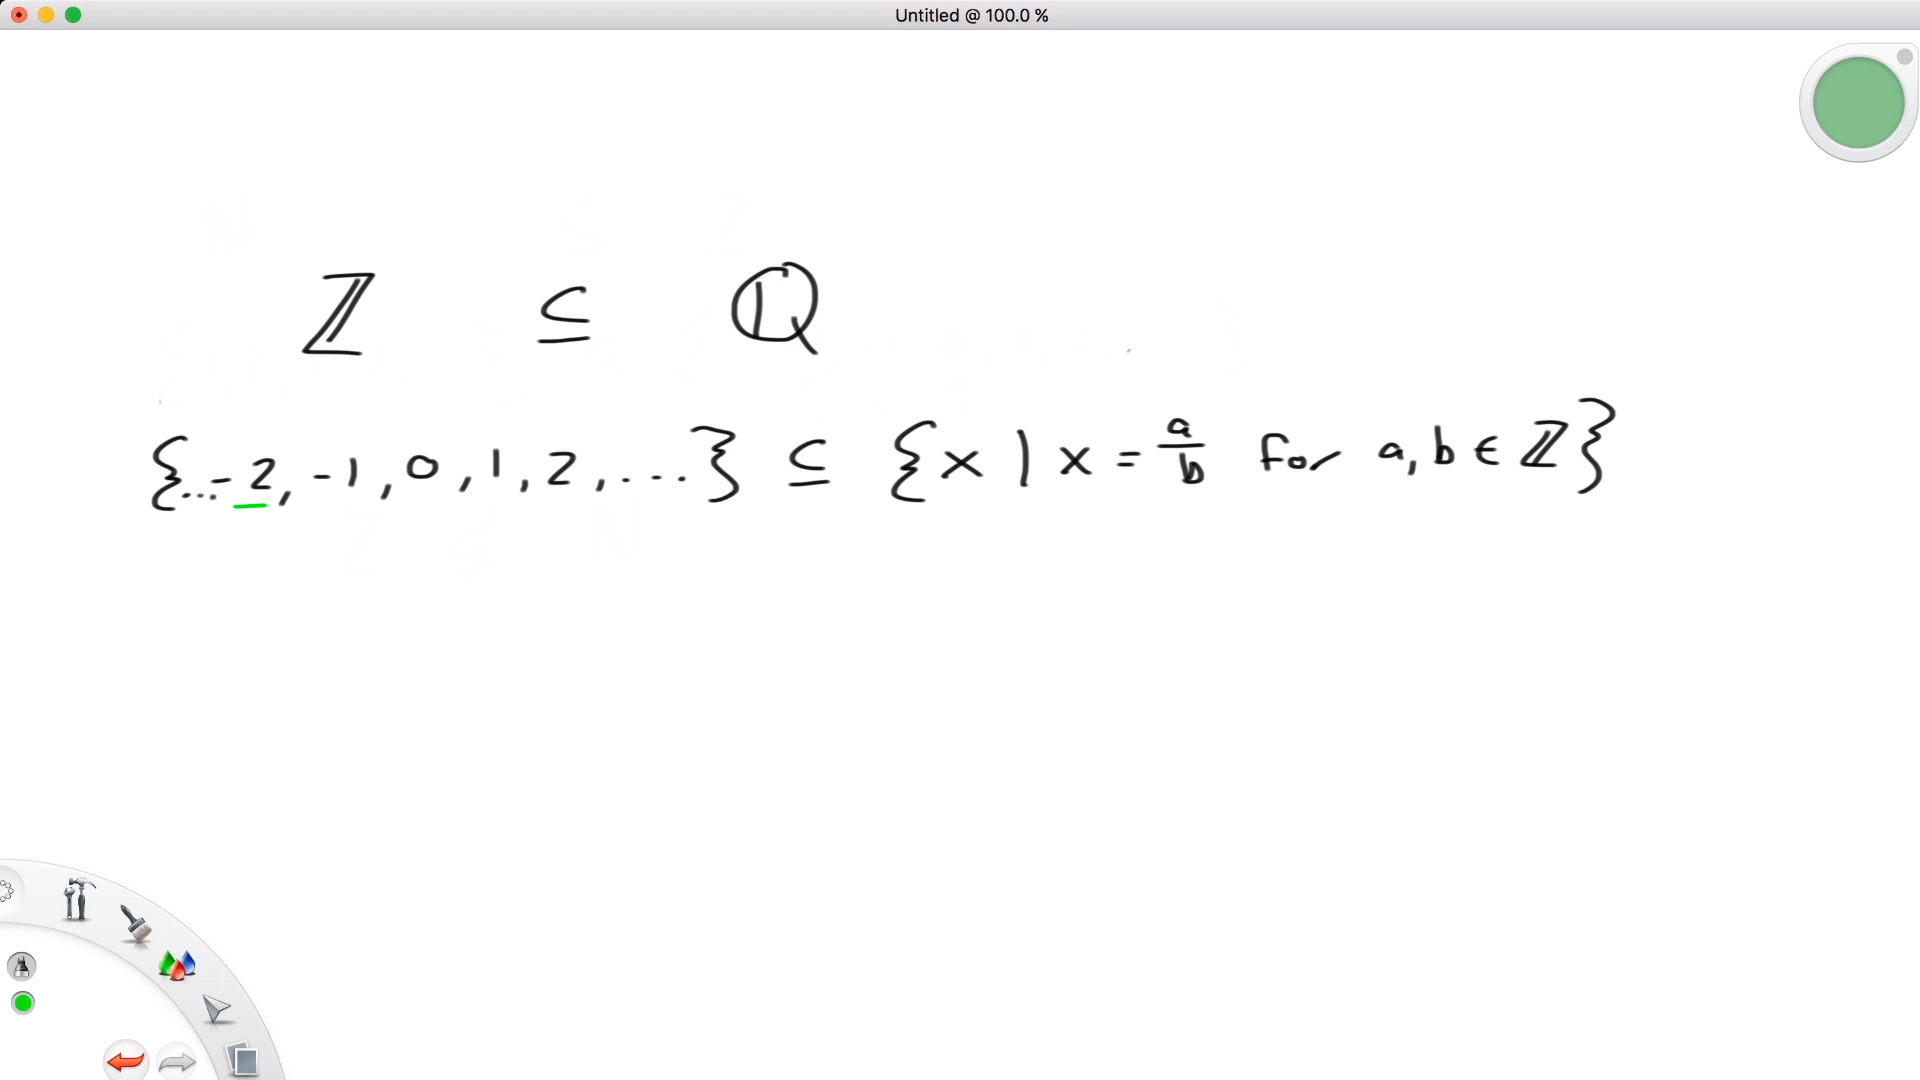 Untitled @ 100.0 %
ℤ ⊆ ℚ
{...-2, -1, 0, 1, 2, ...} ⊆ {x | x = a/b for a, b ∈ ℤ}